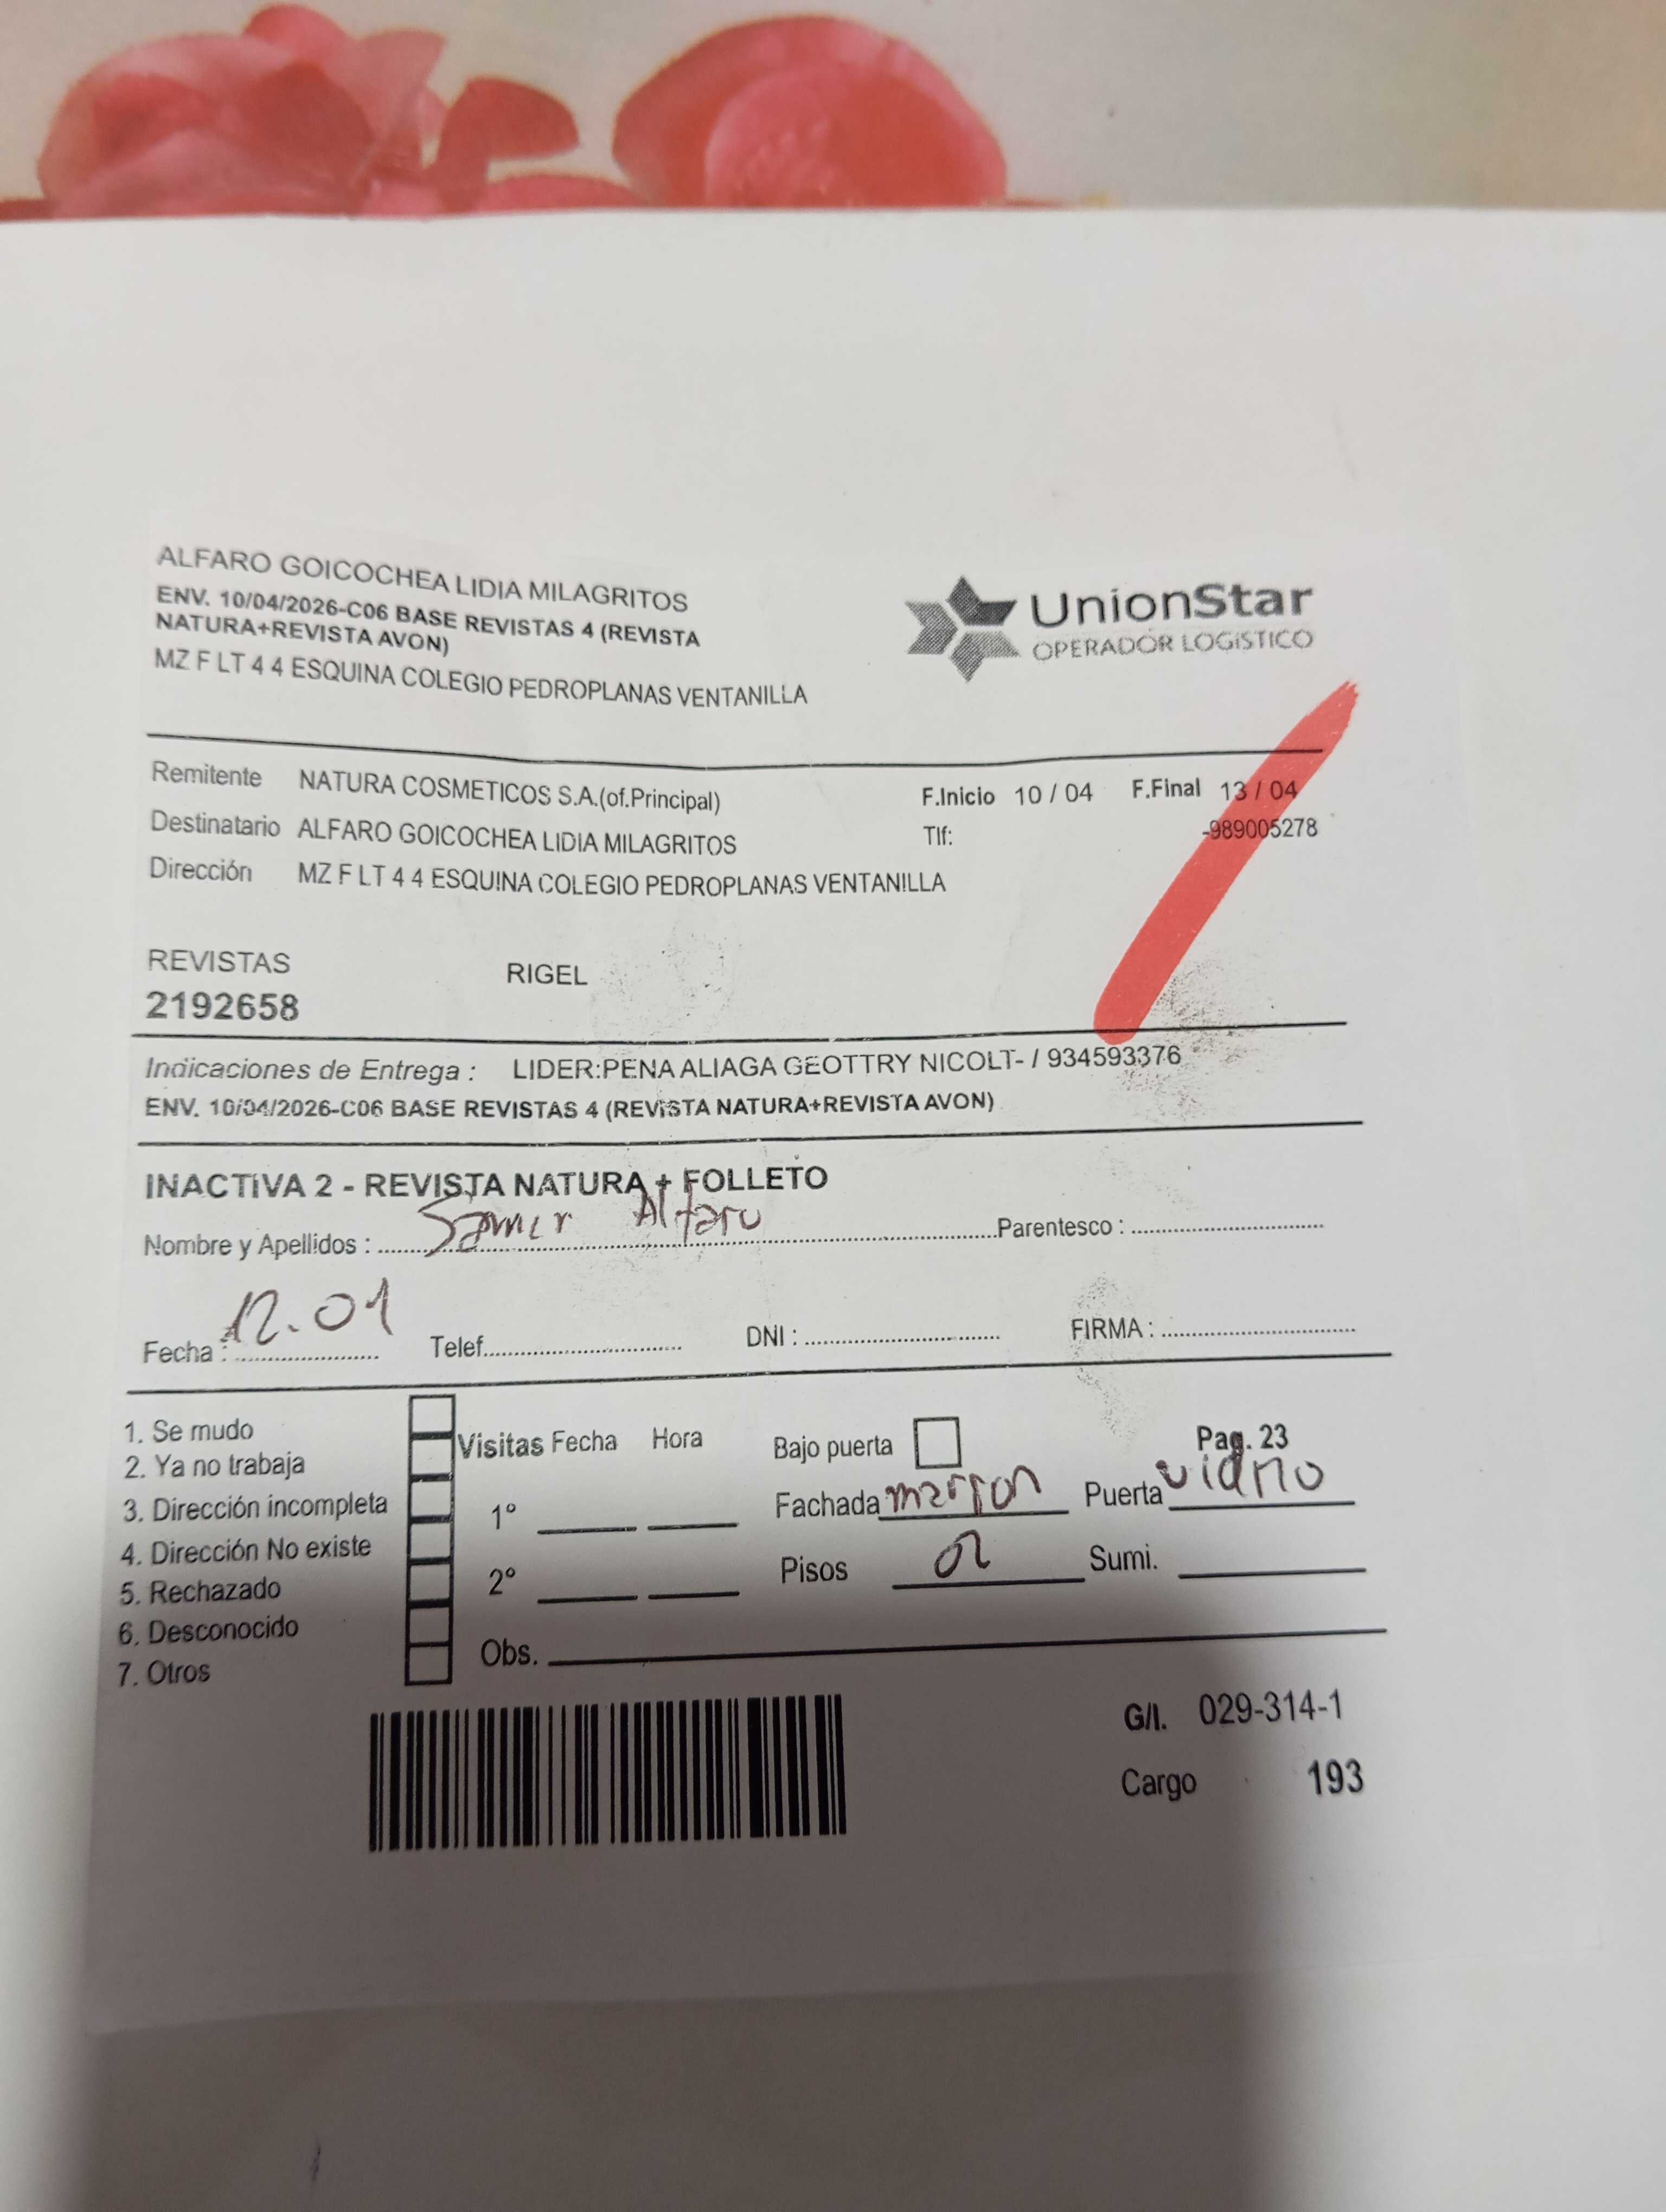 ALFARO GOICOCHEA LIDIA MILAGRITOS
ENV. 10/04/2026-C06 BASE REVISTAS 4 (REVISTA
NATURA+REVISTA AVON)
MZ F LT 4 4 ESQUINA COLEGIO PEDROPLANAS VENTANILLA
UnionStar
OPERADOR LOGISTICO
Remitente NATURA COSMETICOS S.A.(of.Principal)
F.Inicio 10 / 04 F.Final 13 / 04
Destinatario ALFARO GOICOCHEA LIDIA MILAGRITOS
Tlf: -989005278
Dirección MZ F LT 4 4 ESQUINA COLEGIO PEDROPLANAS VENTANILLA
REVISTAS RIGEL
2192658
Indicaciones de Entrega : LIDER:PENA ALIAGA GEOTTRY NICOLT- / 934593376
ENV. 10/04/2026-C06 BASE REVISTAS 4 (REVISTA NATURA+REVISTA AVON)
INACTIVA 2 - REVISTA NATURA + FOLLETO
Nombre y Apellidos : Alfaro Parentesco :
Fecha : 12.01 Telef. DNI : FIRMA :
1. Se mudo
2. Ya no trabaja
3. Dirección incompleta
4. Dirección No existe
5. Rechazado
6. Desconocido
7. Otros
Visitas Fecha Hora
1°
2°
Obs.
Bajo puerta
Pag. 23
Fachada marron Puerta vidrio
Pisos 02 Sumi.
G/I. 029-314-1
Cargo 193